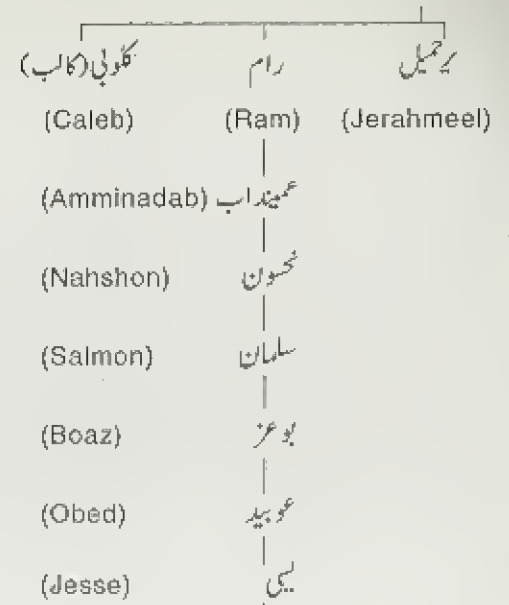 یرحمیل رام کلوبی (کالب)
(Caleb) (Ram) (Jerahmeel)
(Amminadab) عمینداب
(Nahshon) نحسون
(Salmon) سلمان
(Boaz) بوعز
(Obed) عوبید
(Jesse) یسی